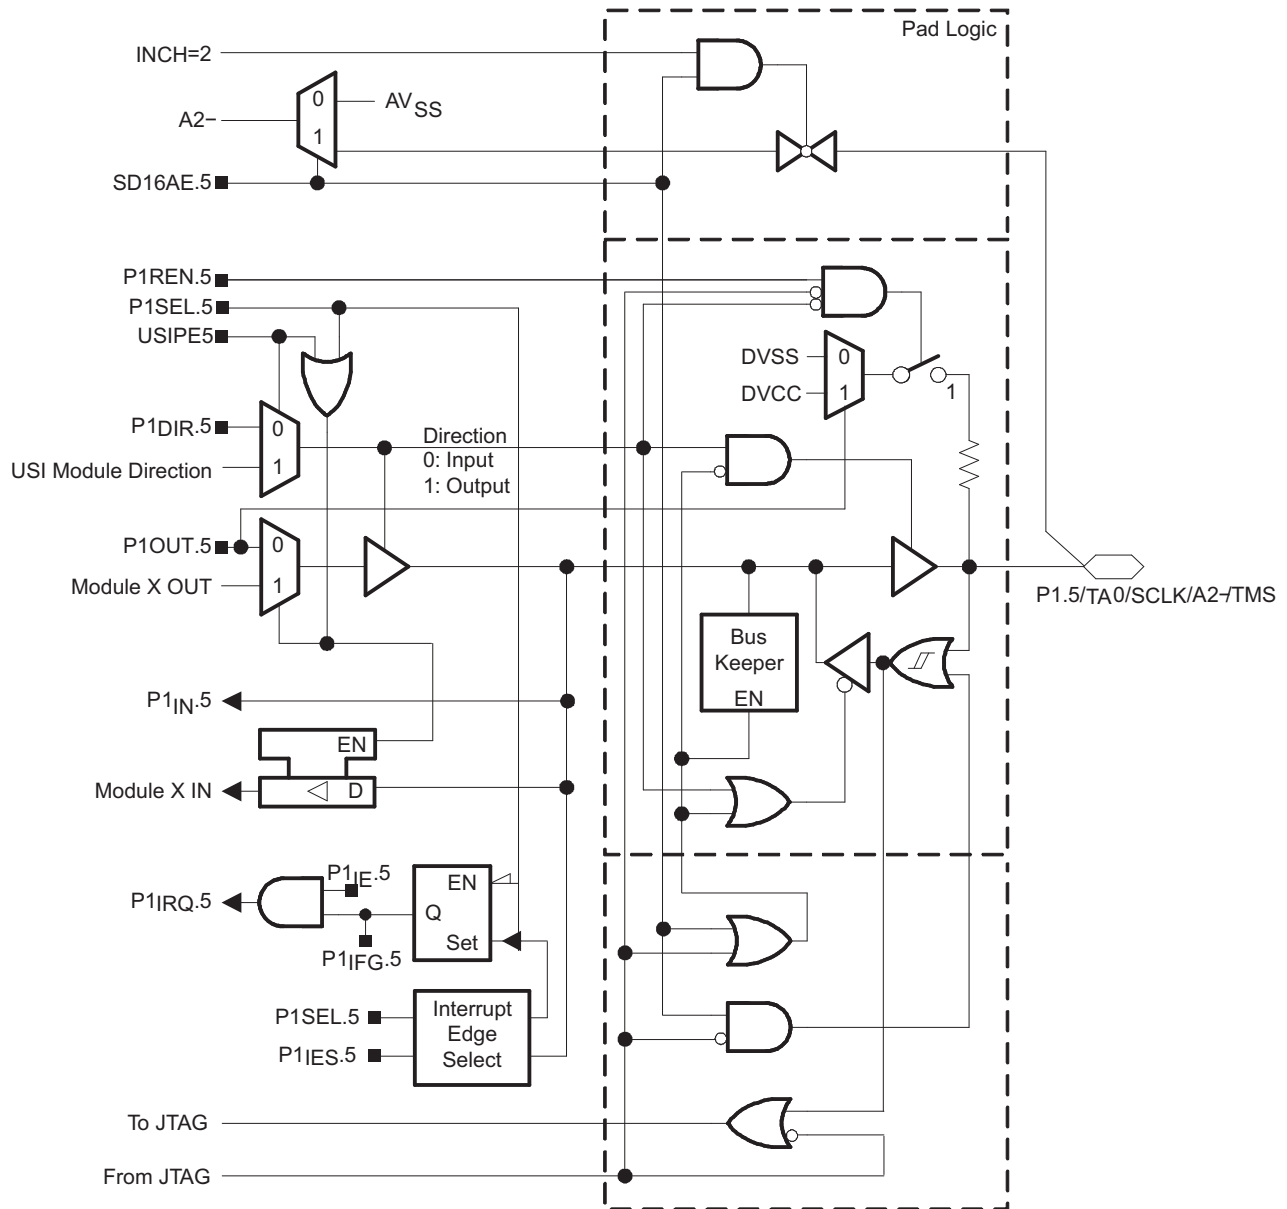 Pad Logic
INCH=2
0
AVSS
A2−
1
SD16AE.5
P1REN.5
P1SEL.5
USIPE5
DVSS
0
DVCC
1
1
P1DIR.5
0
Direction
0: Input
1: Output
USI Module Direction
1
P1OUT.5
0
Module X OUT
1
P1.5/TA0/SCLK/A2−/TMS
Bus
Keeper
EN
P1IN.5
EN
Module X IN
D
P1IE.5
EN
P1IRQ.5
Q
Set
P1IFG.5
P1SEL.5
Interrupt
Edge
Select
P1IES.5
To JTAG
From JTAG